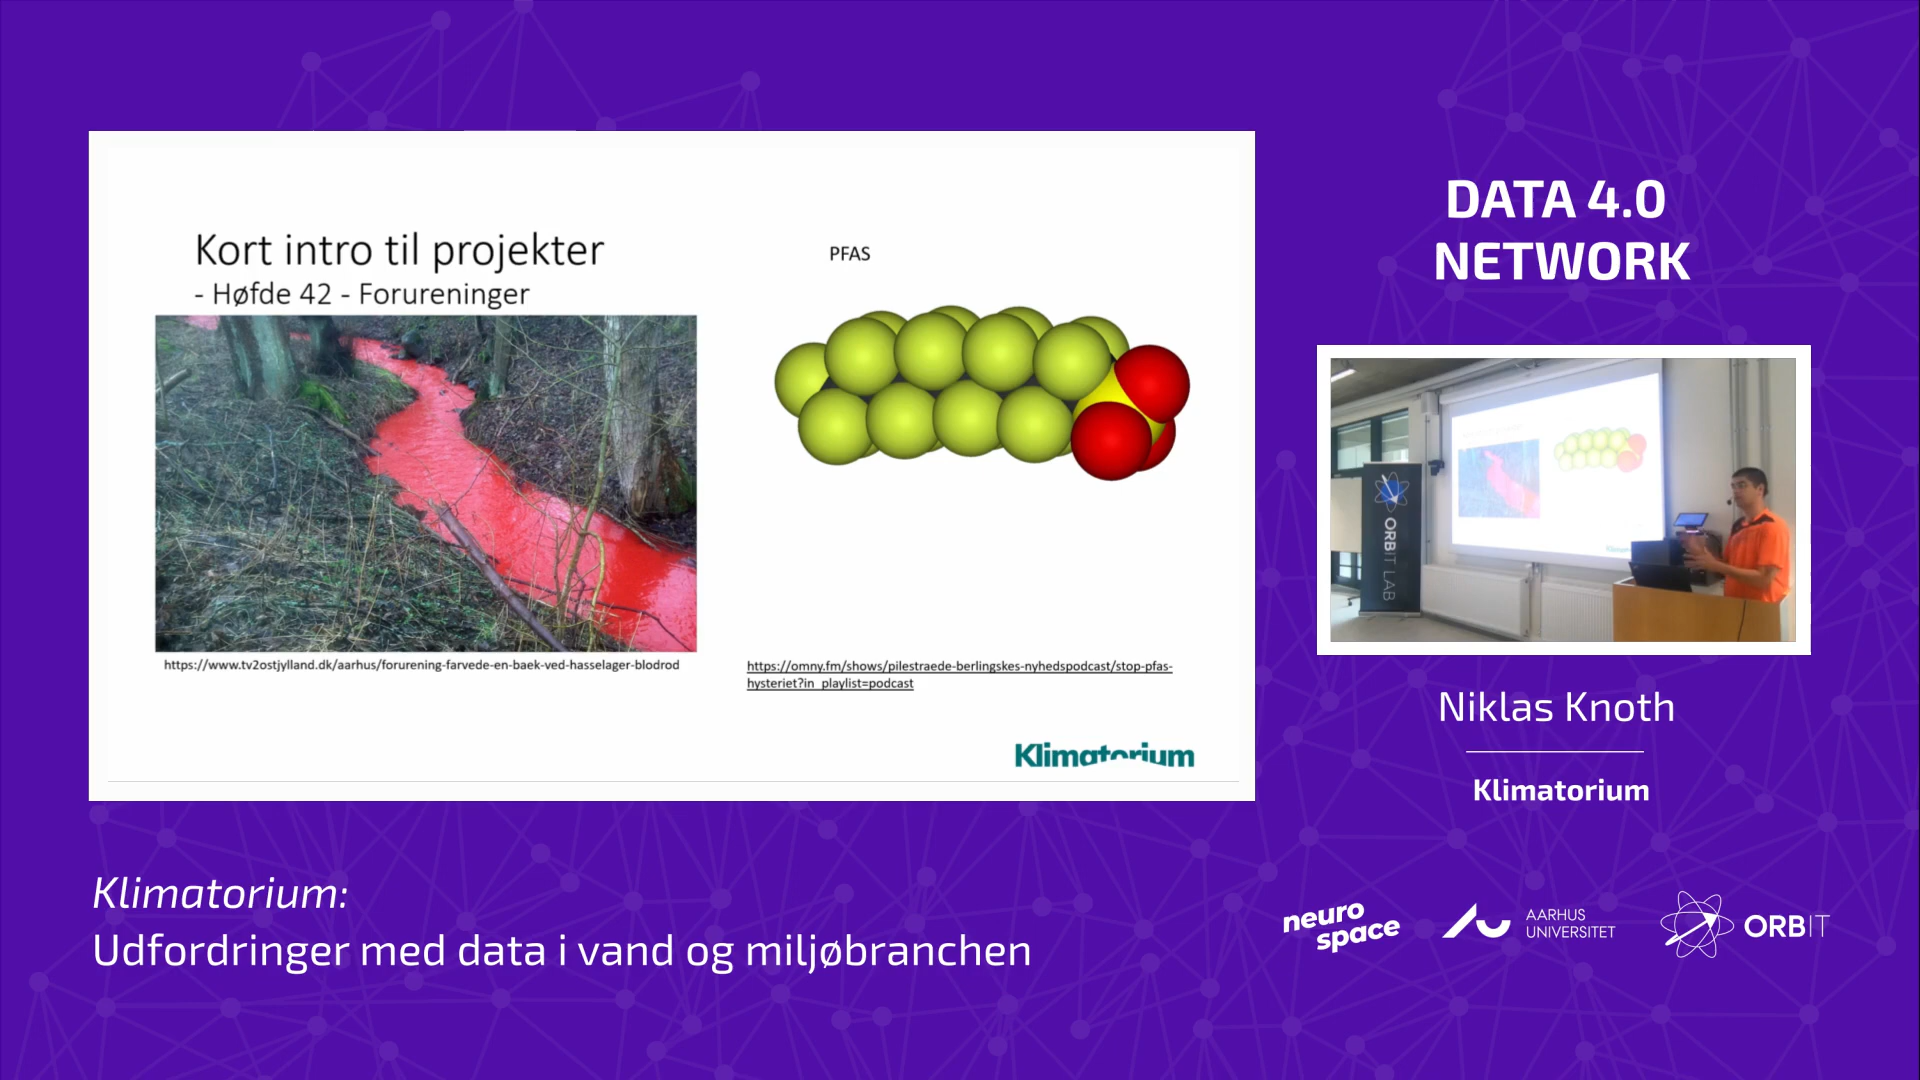 Kort intro til projekter
- Høfde 42 - Forureninger
https://www.tv2ostjylland.dk/aarhus/forurening-farvede-en-baek-ved-hasselager-blodrod
PFAS
https://omny.fm/shows/pilestraede-berlingskes-nyhedspodcast/stop-pfas-
hysteriet?in_playlist=podcast
Klimatorium
DATA 4.0
NETWORK
ORBIT LAB
Niklas Knoth
Klimatorium
Klimatorium:
Udfordringer med data i vand og miljøbranchen
neuro
space
AARHUS
UNIVERSITET
ORBIT